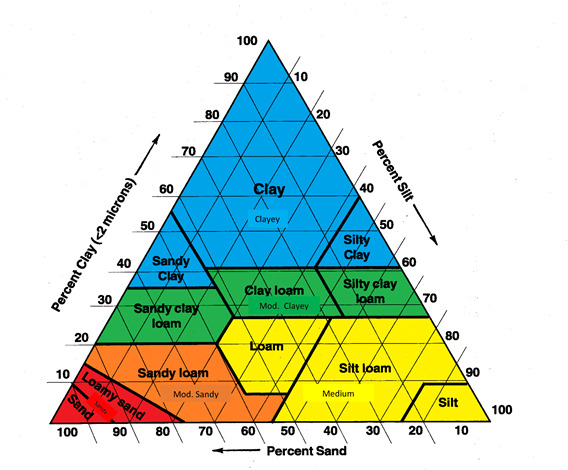 100
90
10
80
20
70
30
Percent Clay (<2 microns)
Percent Silt
60
Clay
40
Clayey
50
50
Silty
Clay
40
Sandy
Clay
60
30
Sandy clay
loam
Clay loam
Mod. Clayey
Silty clay
loam
70
20
Loam
80
Sandy loam
Silt loam
10
Loamy sand
Mod. Sandy
Medium
90
Sand
Silt
100
100
90
80
70
60
50
40
30
20
10
Percent Sand